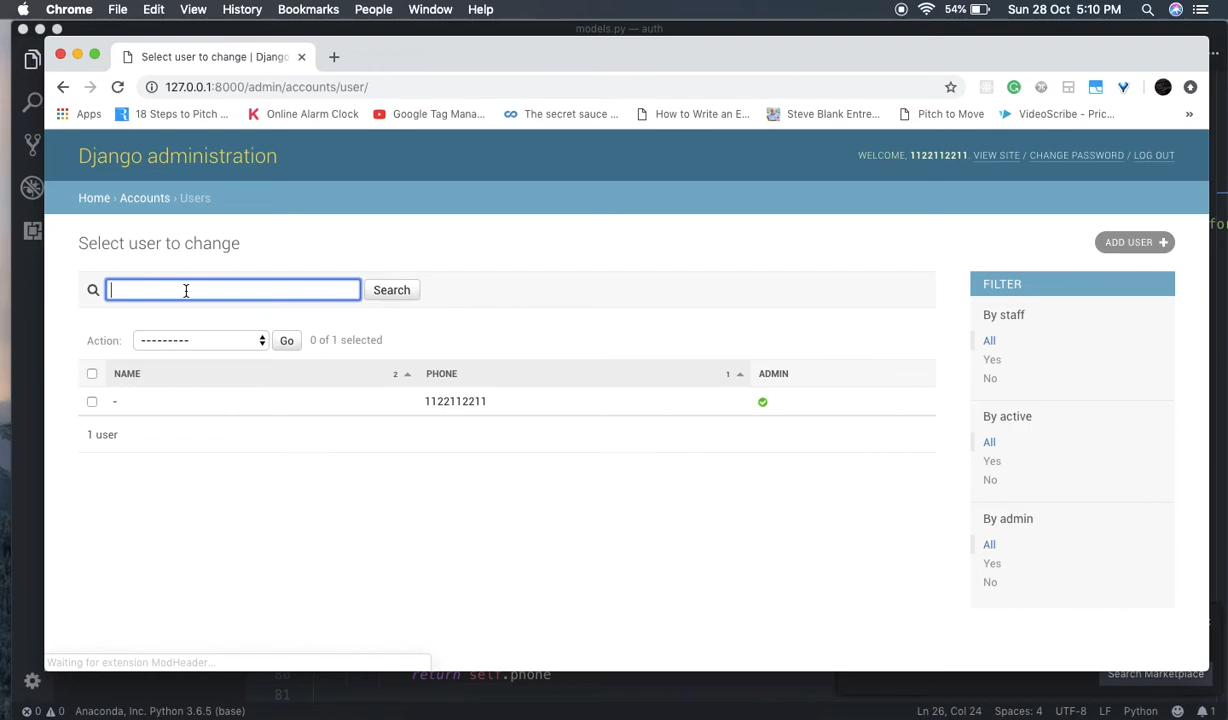 Chrome File Edit View History Bookmarks People Window Help 54% Sun 28 Oct 5:10 PM
models.py — auth
Select user to change | Django
127.0.0.1:8000/admin/accounts/user/
Apps 18 Steps to Pitch ... Online Alarm Clock Google Tag Mana... The secret sauce ... How to Write an E... Steve Blank Entre... Pitch to Move VideoScribe - Pric... »
Django administration
WELCOME, 1122112211. VIEW SITE / CHANGE PASSWORD / LOG OUT
Home › Accounts › Users
Select user to change
ADD USER +
Search
FILTER
By staff
All
Yes
No
By active
All
Yes
No
By admin
All
Yes
No
Action: --------- Go 0 of 1 selected
NAME 2 PHONE 1 ADMIN
- 1122112211
1 user
Waiting for extension ModHeader...
80 return self.phone
81
Search Marketplace
0 0 Anaconda, Inc. Python 3.6.5 (base) Ln 26, Col 24 Spaces: 4 UTF-8 LF Python 1